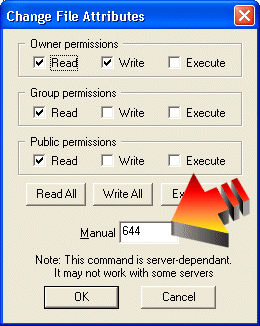 Change File Attributes
Owner permissions
Read Write Execute
Group permissions
Read Write Execute
Public permissions
Read Write Execute
Read All Write All
Manual 644
Note: This command is server-dependant.
It may not work with some servers
OK Cancel